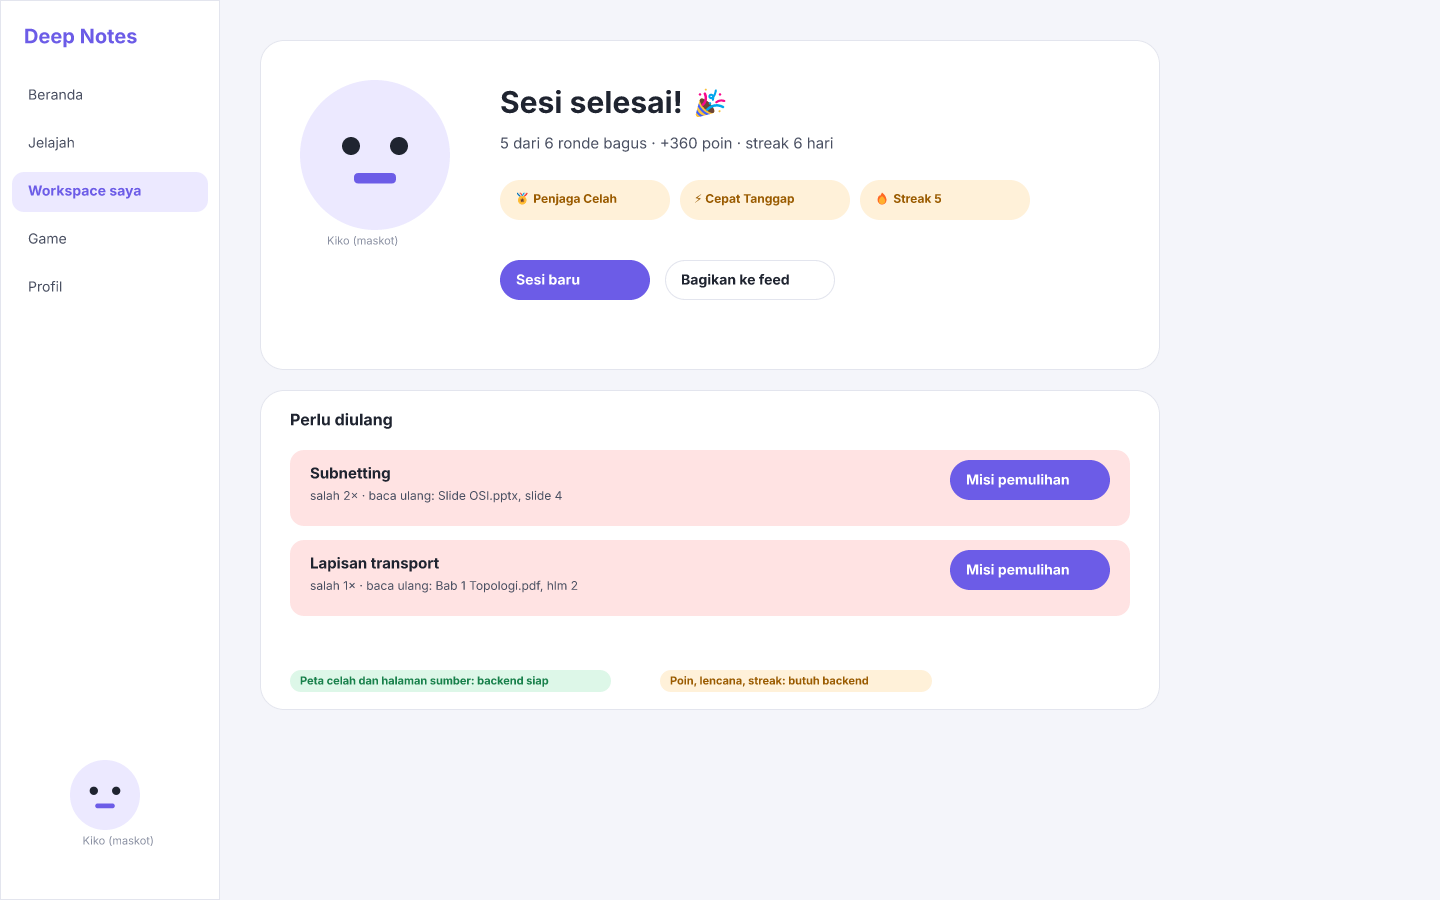 Deep Notes
Beranda
Jelajah
Workspace saya
Game
Profil
Kiko (maskot)
Sesi selesai! 🎉
5 dari 6 ronde bagus · +360 poin · streak 6 hari
🏅 Penjaga Celah
⚡ Cepat Tanggap
🔥 Streak 5
Kiko (maskot)
Sesi baru
Bagikan ke feed
Perlu diulang
Subnetting
salah 2× · baca ulang: Slide OSI.pptx, slide 4
Misi pemulihan
Lapisan transport
salah 1× · baca ulang: Bab 1 Topologi.pdf, hlm 2
Misi pemulihan
Peta celah dan halaman sumber: backend siap
Poin, lencana, streak: butuh backend